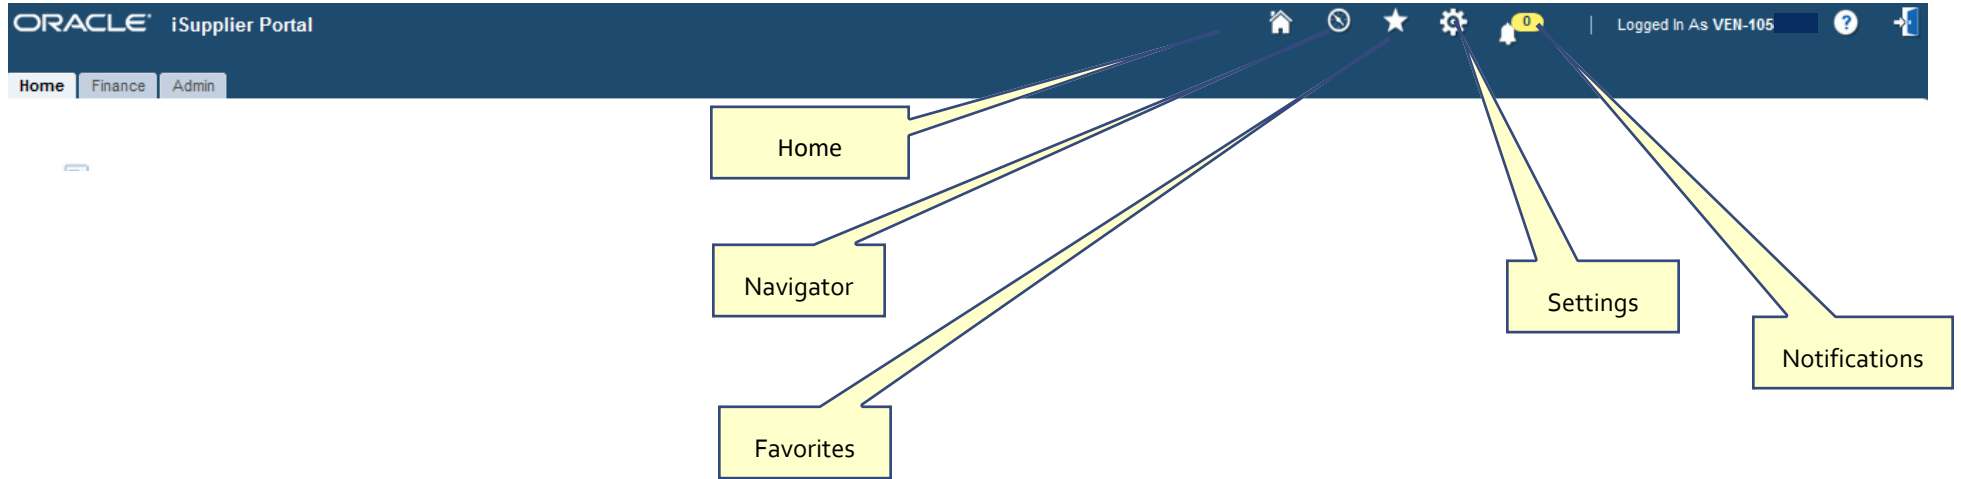 ORACLE® iSupplier Portal
0
Logged In As VEN-105
?
Home Finance Admin
Home
Navigator
Settings
Notifications
Favorites